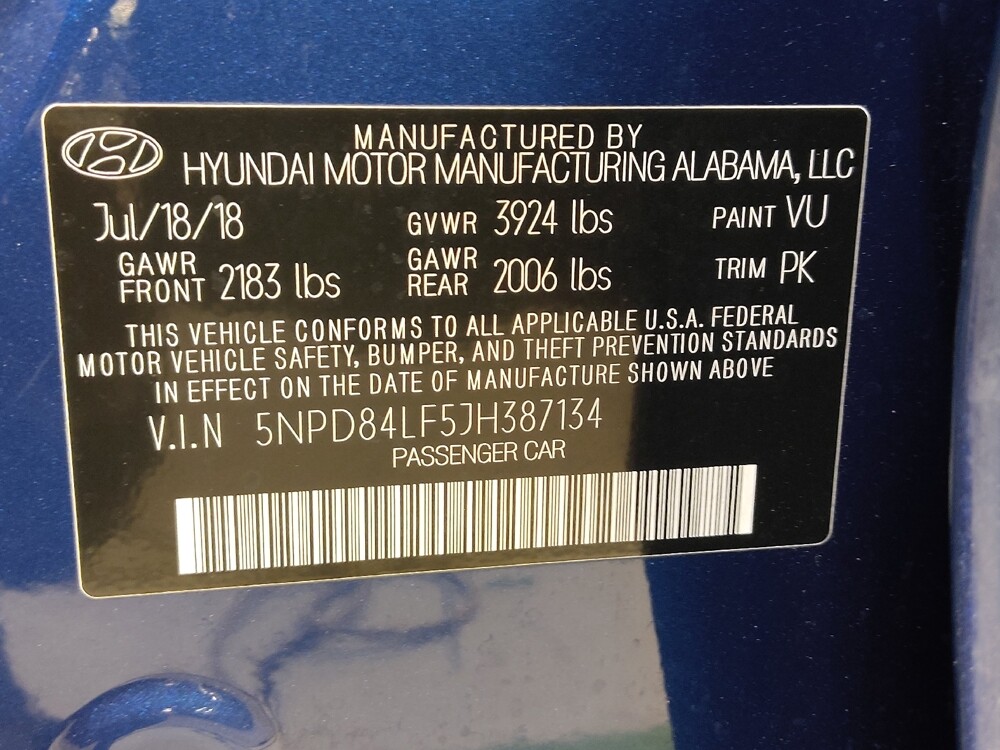 MANUFACTURED BY
HYUNDAI MOTOR MANUFACTURING ALABAMA, LLC
Jul/18/18 GVWR 3924 lbs PAINT VU
GAWR FRONT 2183 lbs GAWR REAR 2006 lbs TRIM PK
THIS VEHICLE CONFORMS TO ALL APPLICABLE U.S.A. FEDERAL
MOTOR VEHICLE SAFETY, BUMPER, AND THEFT PREVENTION STANDARDS
IN EFFECT ON THE DATE OF MANUFACTURE SHOWN ABOVE
V.I.N 5NPD84LF5JH387134
PASSENGER CAR